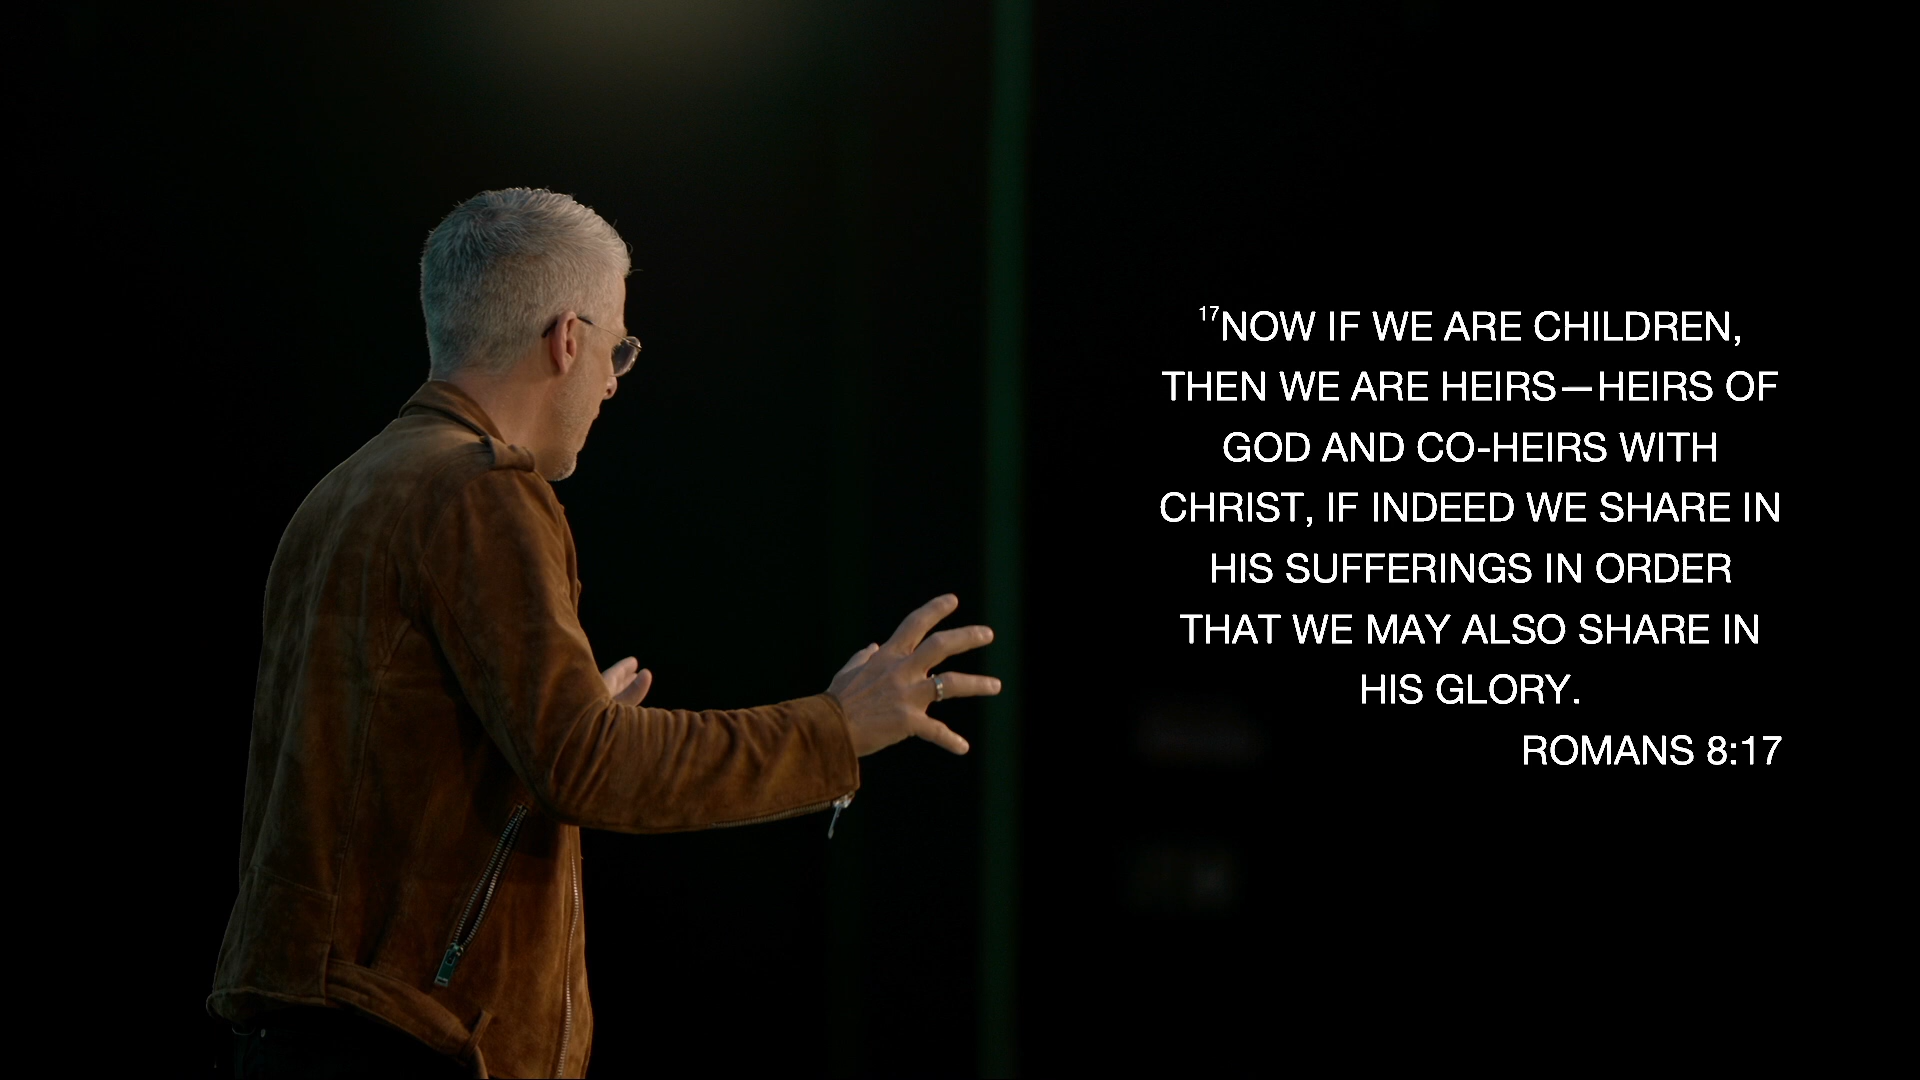 17NOW IF WE ARE CHILDREN,
THEN WE ARE HEIRS—HEIRS OF
GOD AND CO-HEIRS WITH
CHRIST, IF INDEED WE SHARE IN
HIS SUFFERINGS IN ORDER
THAT WE MAY ALSO SHARE IN
HIS GLORY.
ROMANS 8:17